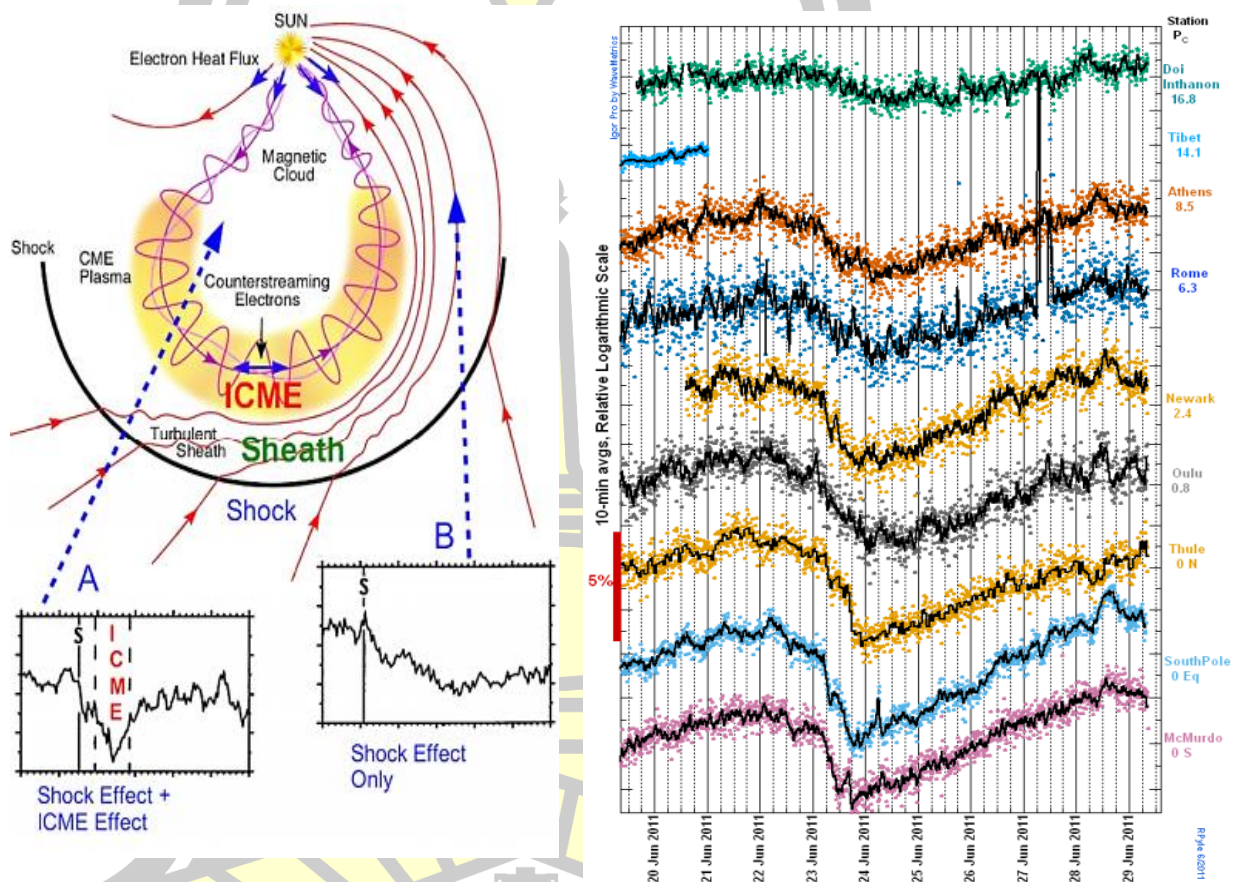 SUN
Electron Heat Flux
Magnetic
Cloud
Shock
CME
Plasma
Counterstreaming
Electrons
ICME
Turbulent
Sheath
Sheath
Shock
A
B
S
I
C
M
E
Shock Effect +
ICME Effect
S
Shock Effect
Only
Igor Pro by WaveMetrics
10-min avgs, Relative Logarithmic Scale
5%
Station
PC
Doi
Inthanon
16.8
Tibet
14.1
Athens
8.5
Rome
6.3
Newark
2.4
Oulu
0.8
Thule
0 N
SouthPole
0 Eq
McMurdo
0 S
20 Jun 2011
21 Jun 2011
22 Jun 2011
23 Jun 2011
24 Jun 2011
25 Jun 2011
26 Jun 2011
27 Jun 2011
28 Jun 2011
29 Jun 2011
RPyle 6/2011